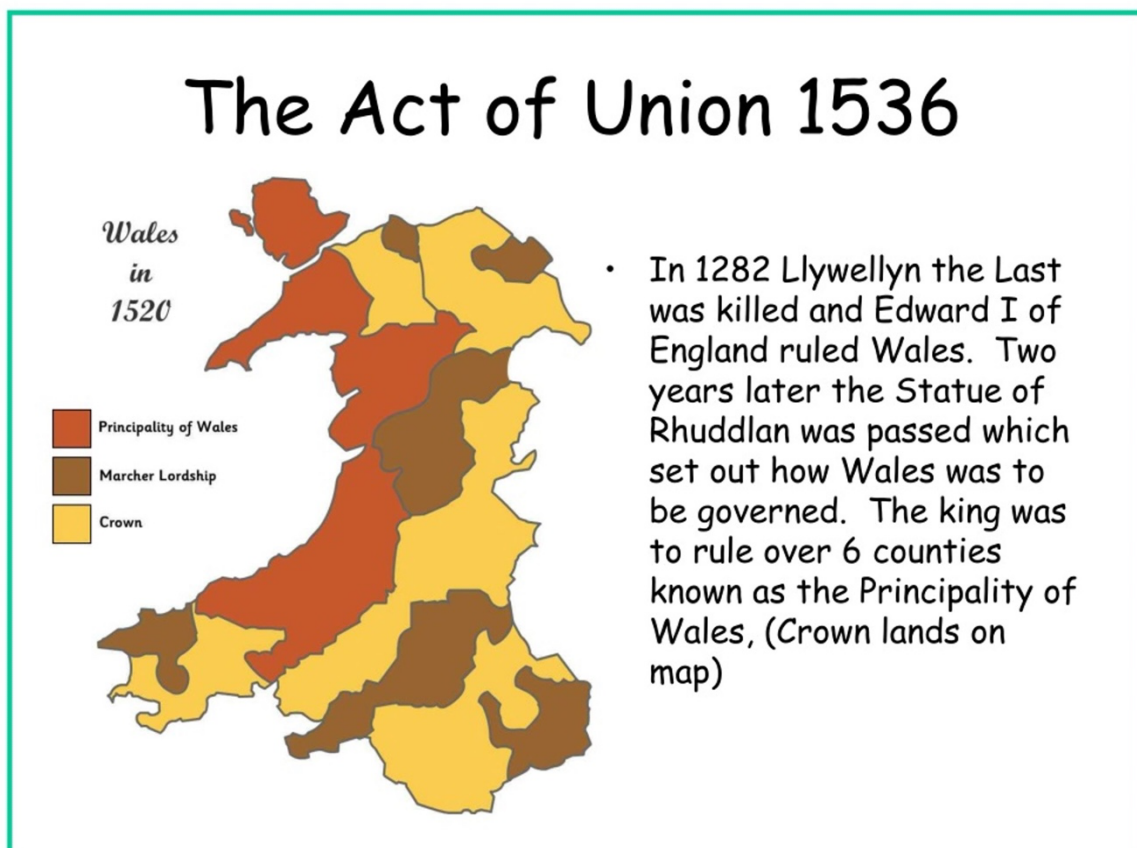 The Act of Union 1536
Wales
in
1520
Principality of Wales
Marcher Lordship
Crown
• In 1282 Llywellyn the Last
was killed and Edward I of
England ruled Wales. Two
years later the Statue of
Rhuddlan was passed which
set out how Wales was to
be governed. The king was
to rule over 6 counties
known as the Principality of
Wales, (Crown lands on
map)